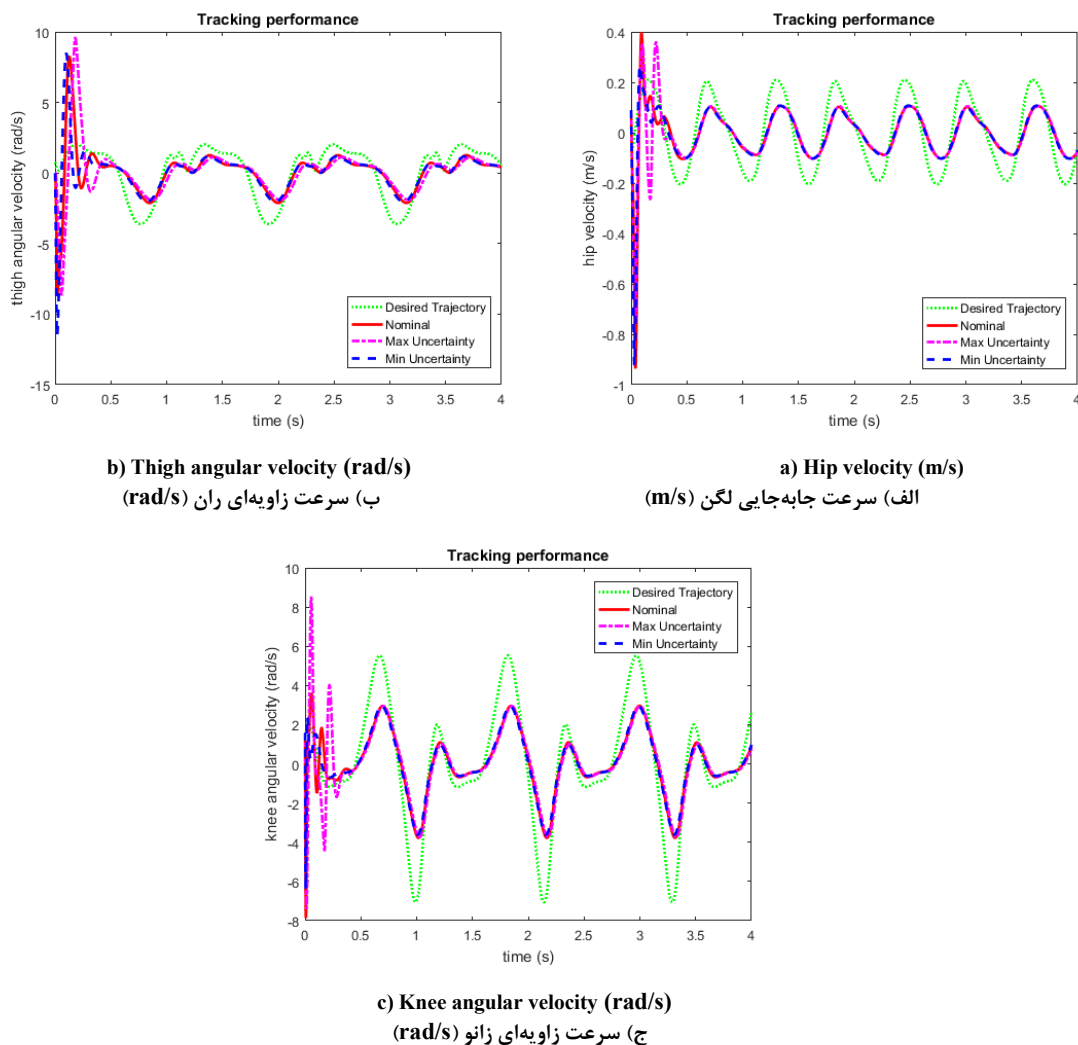 Tracking performance
10
5
0
-5
-10
-15
thigh angular velocity (rad/s)
Desired Trajectory
Nominal
Max Uncertainty
Min Uncertainty
0 0.5 1 1.5 2 2.5 3 3.5 4
time (s)
b) Thigh angular velocity (rad/s)
ب) سرعت زاویه‌ای ران (rad/s)
Tracking performance
0.4
0.2
0
-0.2
-0.4
-0.6
-0.8
-1
hip velocity (m/s)
Desired Trajectory
Nominal
Max Uncertainty
Min Uncertainty
0 0.5 1 1.5 2 2.5 3 3.5 4
time (s)
a) Hip velocity (m/s)
الف) سرعت جابه‌جایی لگن (m/s)
Tracking performance
10
8
6
4
2
0
-2
-4
-6
-8
knee angular velocity (rad/s)
Desired Trajectory
Nominal
Max Uncertainty
Min Uncertainty
0 0.5 1 1.5 2 2.5 3 3.5 4
time (s)
c) Knee angular velocity (rad/s)
ج) سرعت زاویه‌ای زانو (rad/s)